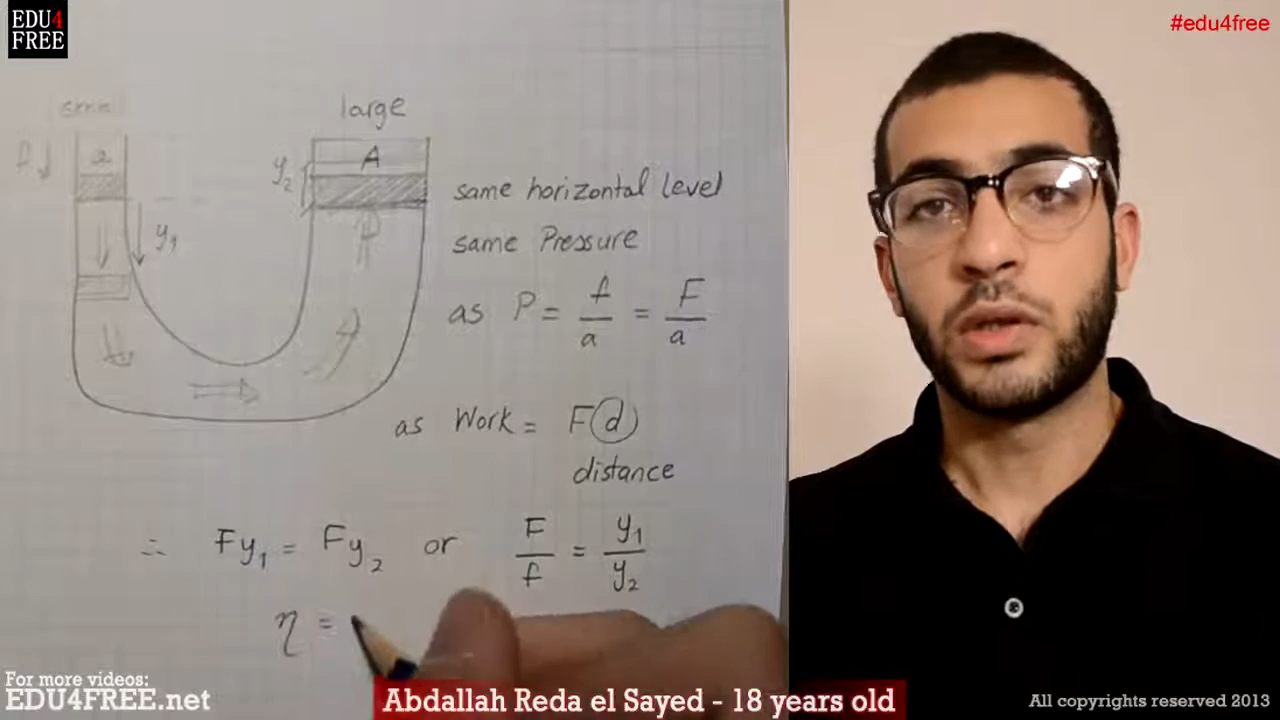 EDU4
FREE
#edu4free
small
large
f
a
y₂
A
y₁
same horizontal level
same Pressure
as P = f/a = F/a
as Work = F(d)
distance
∴ Fy₁ = Fy₂ or F/f = y₁/y₂
η =
For more videos:
EDU4FREE.net
Abdallah Reda el Sayed - 18 years old
All copyrights reserved 2013